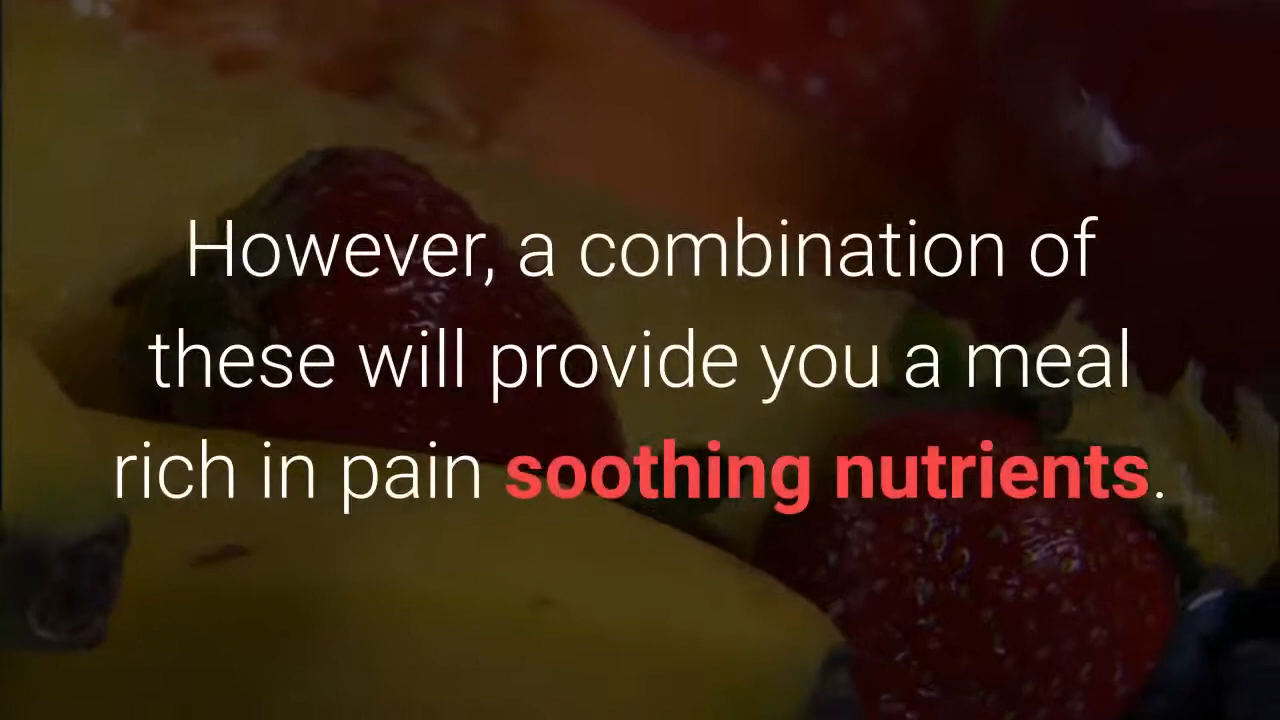 However, a combination of
these will provide you a meal
rich in pain soothing nutrients.